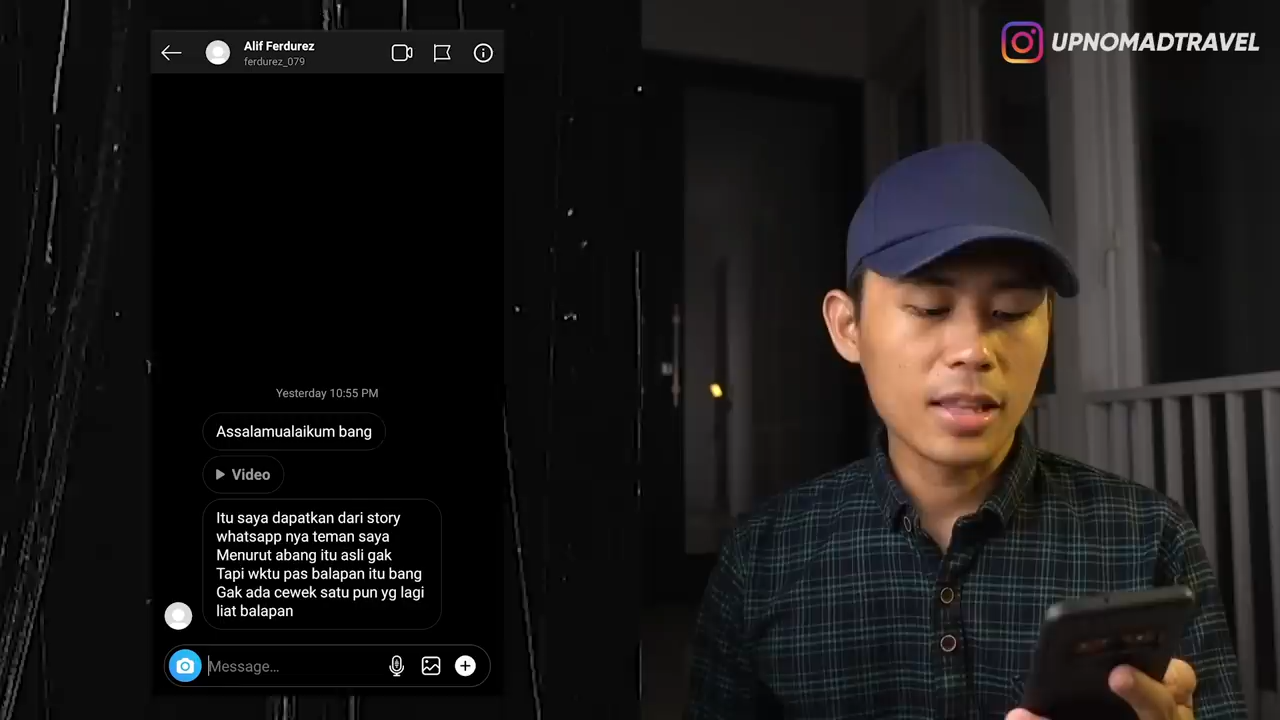 Alif Ferdurez
ferdurez_079
UPNOMADTRAVEL
Yesterday 10:55 PM
Assalamualaikum bang
Video
Itu saya dapatkan dari story
whatsapp nya teman saya
Menurut abang itu asli gak
Tapi wktu pas balapan itu bang
Gak ada cewek satu pun yg lagi
liat balapan
Message...